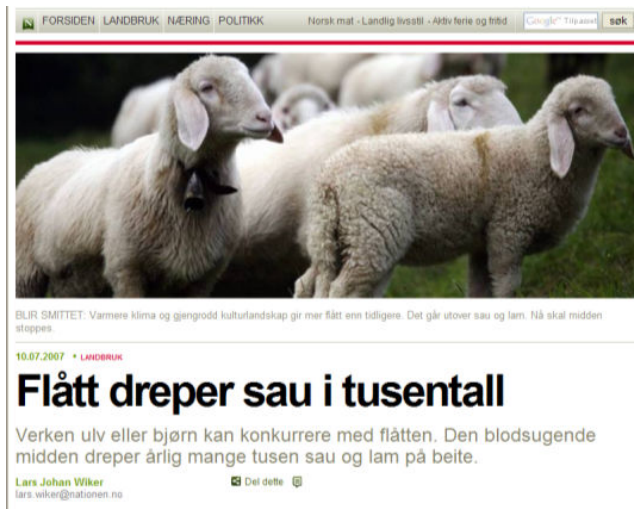 N FORSIDEN LANDBRUK NÆRING POLITIKK Norsk mat - Landlig livsstil - Aktiv ferie og fritid Google™ Tilpasset søk
BLIR SMITTET: Varmere klima og gjengrodd kulturlandskap gir mer flått enn tidligere. Det går utover sau og lam. Nå skal midden
stoppes.
10.07.2007 • LANDBRUK
Flått dreper sau i tusentall
Verken ulv eller bjørn kan konkurrere med flåtten. Den blodsugende
midden dreper årlig mange tusen sau og lam på beite.
Lars Johan Wiker Del dette
lars.wiker@nationen.no